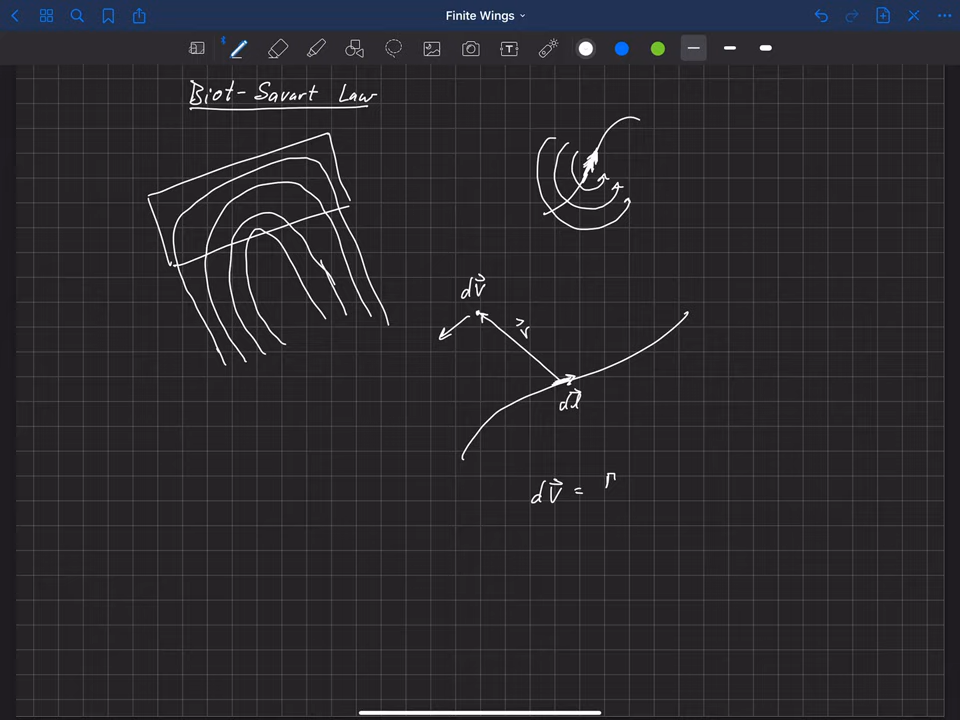 Finite Wings
Biot-Savart Law
dV⃗
r⃗
dl⃗
dV⃗ = Γ